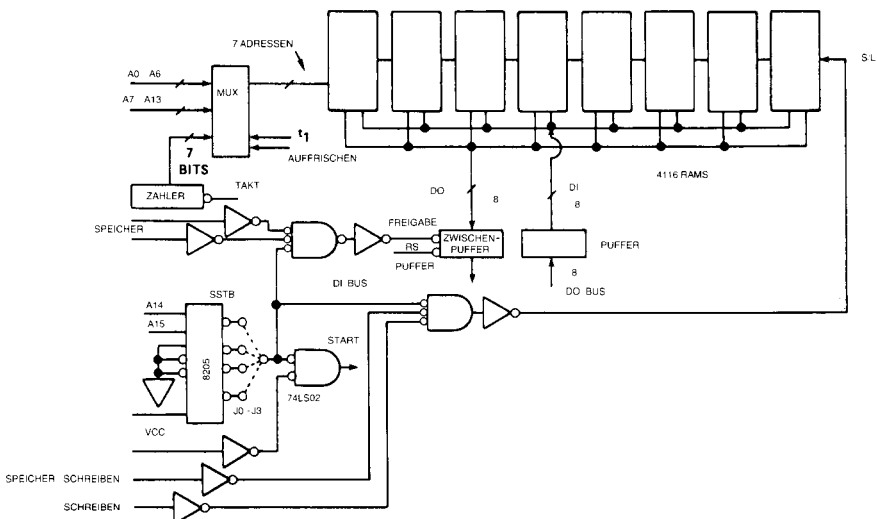 7 ADRESSEN
S/L
A0 A6
MUX
A7 A13
t1
7
BITS
AUFFRISCHEN
4116 RAMS
ZAHLER
TAKT
DO
8
DI
8
SPEICHER
FREIGABE
RS
ZWISCHEN-
PUFFER
PUFFER
PUFFER
DI BUS
8
DO BUS
SSTB
A14
A15
8205
START
74LS02
J0-J3
VCC
SPEICHER SCHREIBEN
SCHREIBEN